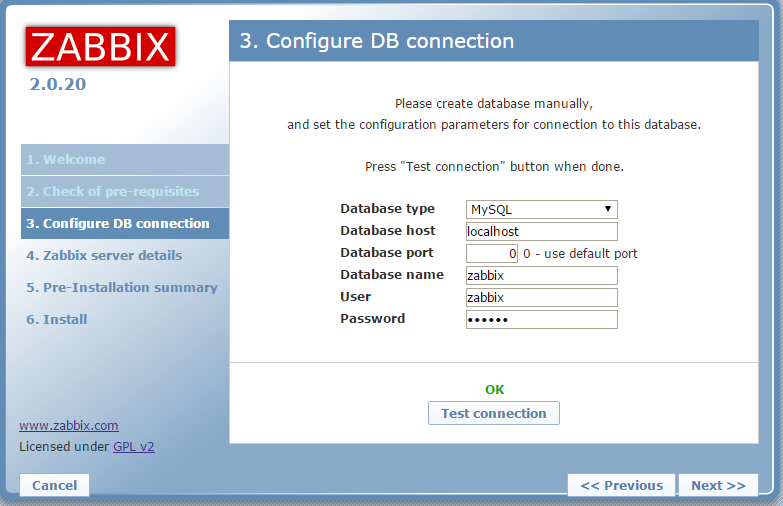 ZABBIX
2.0.20
1. Welcome
2. Check of pre-requisites
3. Configure DB connection
4. Zabbix server details
5. Pre-Installation summary
6. Install
www.zabbix.com
Licensed under GPL v2
3. Configure DB connection
Please create database manually,
and set the configuration parameters for connection to this database.
Press "Test connection" button when done.
Database type MySQL
Database host localhost
Database port 0 0 - use default port
Database name zabbix
User zabbix
Password ••••••
OK
Test connection
Cancel << Previous Next >>